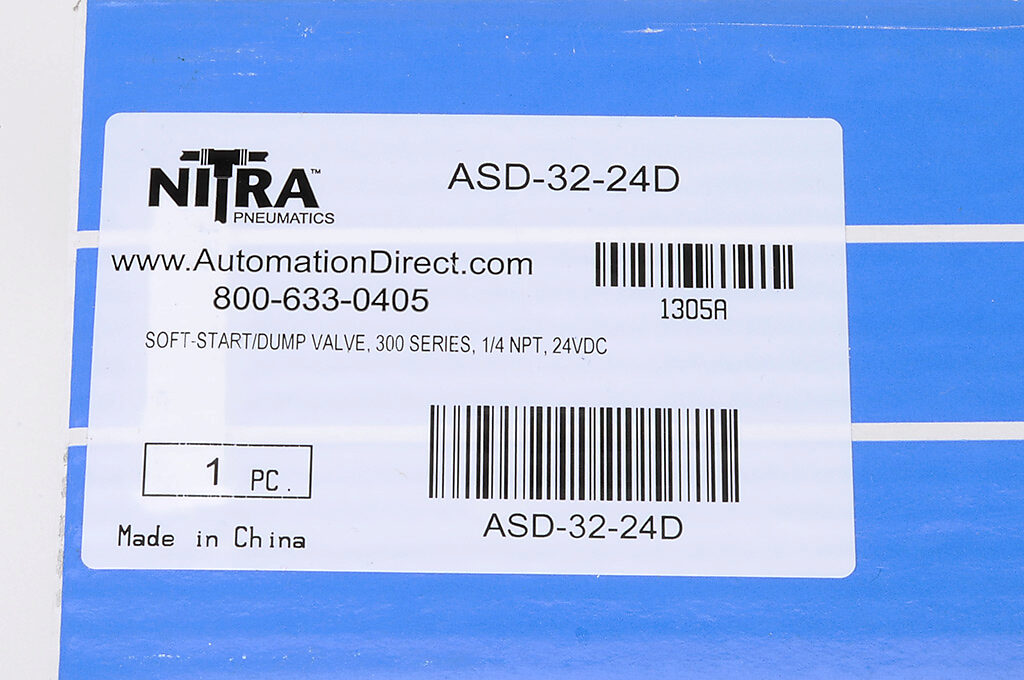 NITRA™
PNEUMATICS
ASD-32-24D
www.AutomationDirect.com
800-633-0405
1305A
SOFT-START/DUMP VALVE, 300 SERIES, 1/4 NPT, 24VDC
1 PC.
ASD-32-24D
Made in China